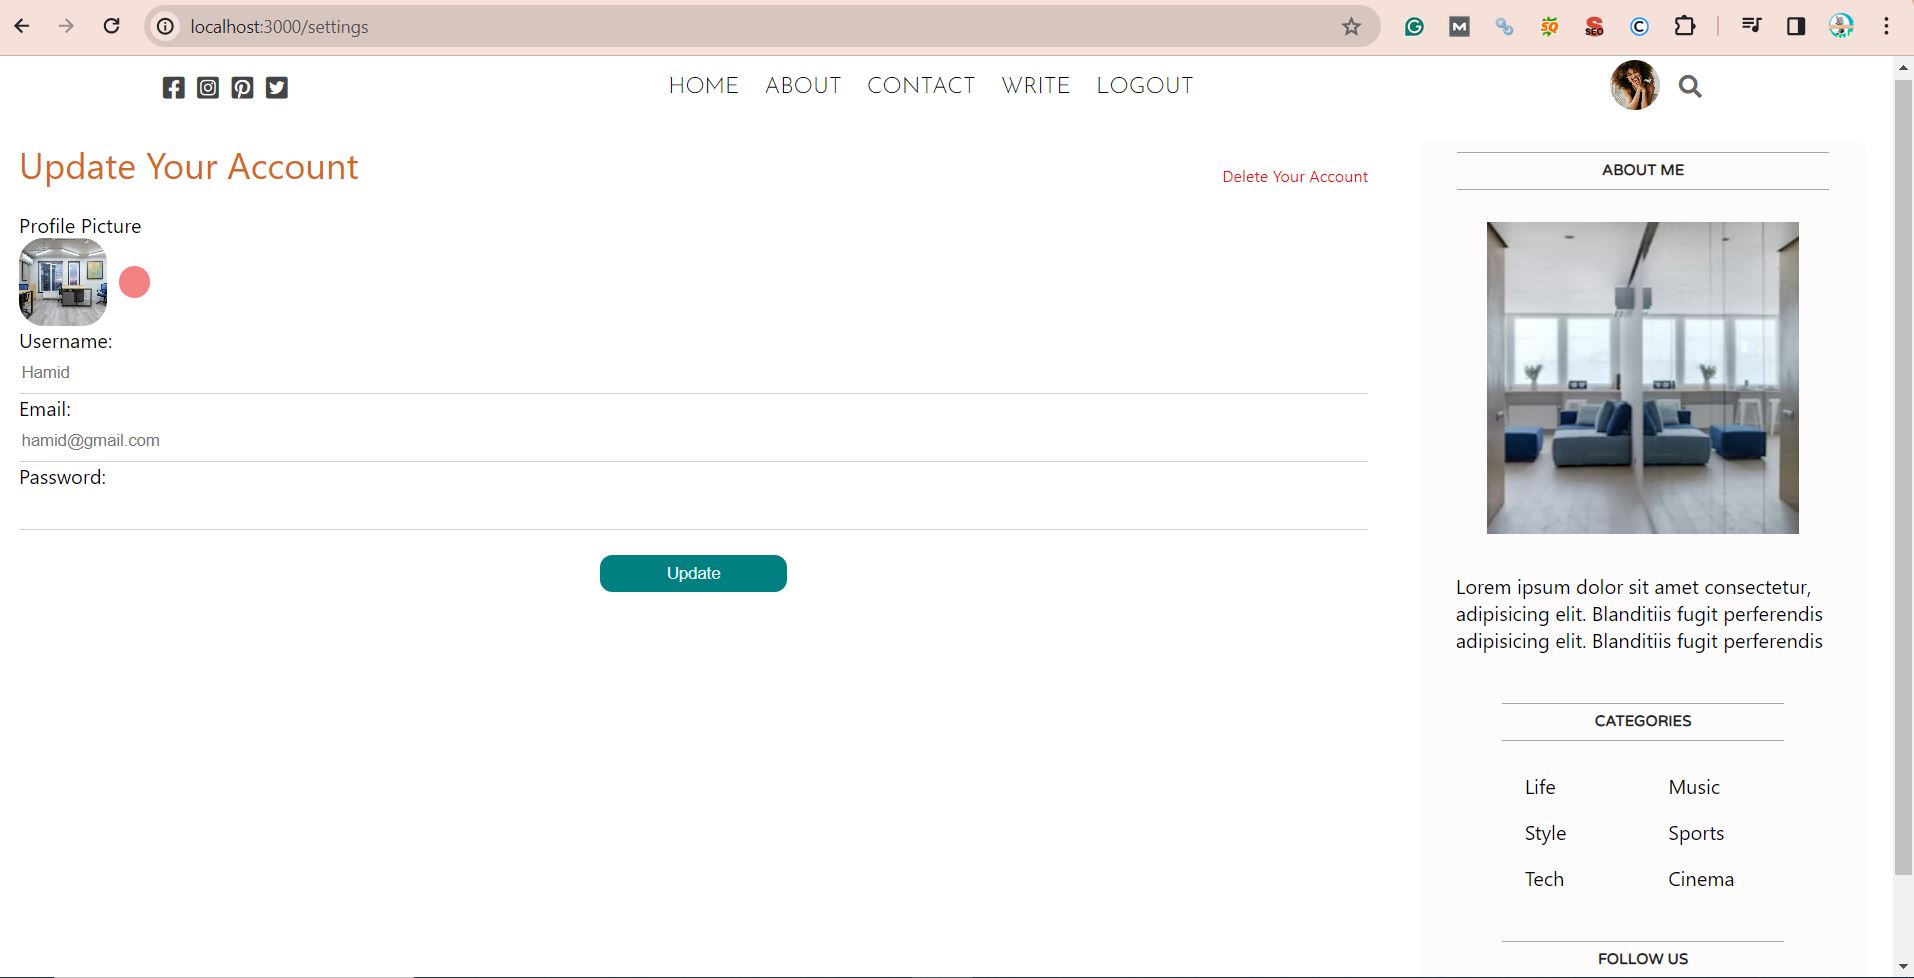 localhost:3000/settings
SEO
HOME ABOUT CONTACT WRITE LOGOUT
Update Your Account
Delete Your Account
Profile Picture
Username:
Hamid
Email:
hamid@gmail.com
Password:
Update
ABOUT ME
Lorem ipsum dolor sit amet consectetur,
adipisicing elit. Blanditiis fugit perferendis
adipisicing elit. Blanditiis fugit perferendis
CATEGORIES
Life Music
Style Sports
Tech Cinema
FOLLOW US